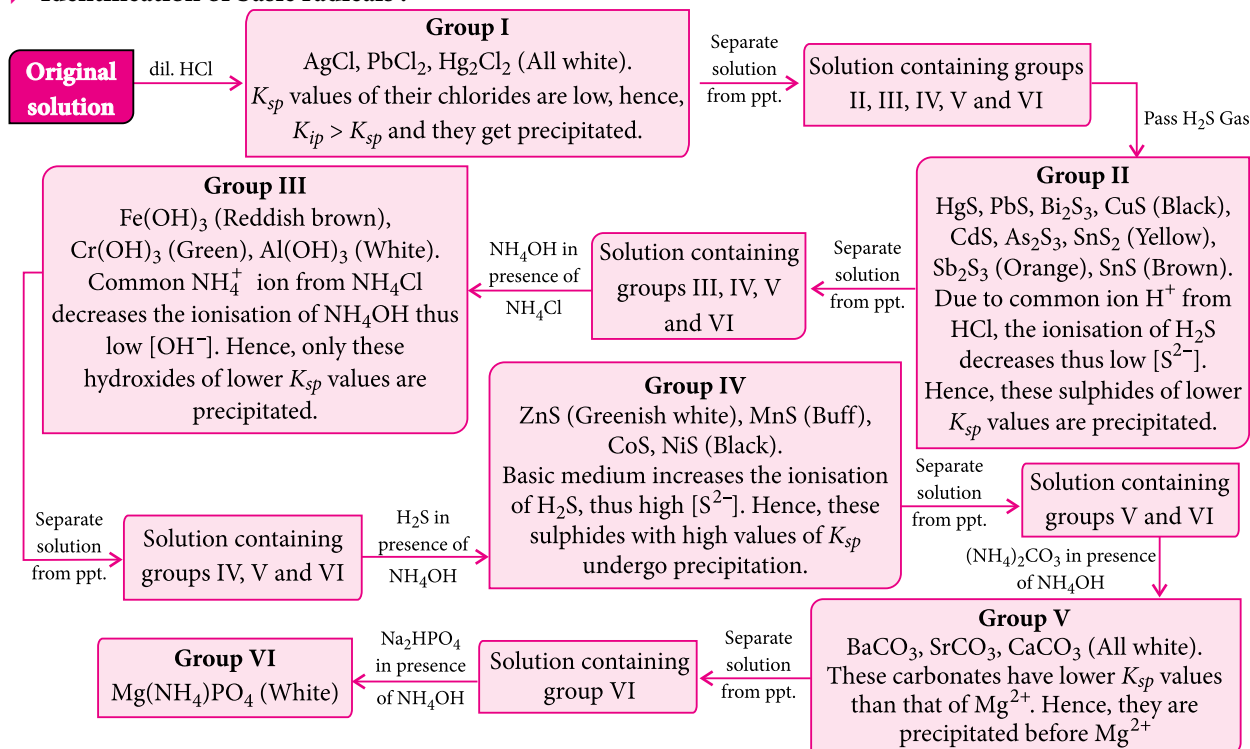 Identification of basic radicals :
Original
solution
dil. HCl
Group I
AgCl, PbCl₂, Hg₂Cl₂ (All white).
Kₛₚ values of their chlorides are low, hence,
Kᵢₚ > Kₛₚ and they get precipitated.
Separate
solution
from ppt.
Solution containing groups
II, III, IV, V and VI
Pass H₂S Gas
Group II
HgS, PbS, Bi₂S₃, CuS (Black),
CdS, As₂S₃, SnS₂ (Yellow),
Sb₂S₃ (Orange), SnS (Brown).
Due to common ion H⁺ from
HCl, the ionisation of H₂S
decreases thus low [S²⁻].
Hence, these sulphides of lower
Kₛₚ values are precipitated.
Separate
solution
from ppt.
Solution containing
groups III, IV, V
and VI
NH₄OH in
presence of
NH₄Cl
Group III
Fe(OH)₃ (Reddish brown),
Cr(OH)₃ (Green), Al(OH)₃ (White).
Common NH₄⁺ ion from NH₄Cl
decreases the ionisation of NH₄OH thus
low [OH⁻]. Hence, only these
hydroxides of lower Kₛₚ values are
precipitated.
Separate
solution
from ppt.
Solution containing
groups IV, V and VI
H₂S in
presence of
NH₄OH
Group IV
ZnS (Greenish white), MnS (Buff),
CoS, NiS (Black).
Basic medium increases the ionisation
of H₂S, thus high [S²⁻]. Hence, these
sulphides with high values of Kₛₚ
undergo precipitation.
Separate
solution
from ppt.
Solution containing
groups V and VI
(NH₄)₂CO₃ in presence
of NH₄OH
Group V
BaCO₃, SrCO₃, CaCO₃ (All white).
These carbonates have lower Kₛₚ values
than that of Mg²⁺. Hence, they are
precipitated before Mg²⁺
Separate
solution
from ppt.
Solution containing
group VI
Na₂HPO₄
in presence
of NH₄OH
Group VI
Mg(NH₄)PO₄ (White)